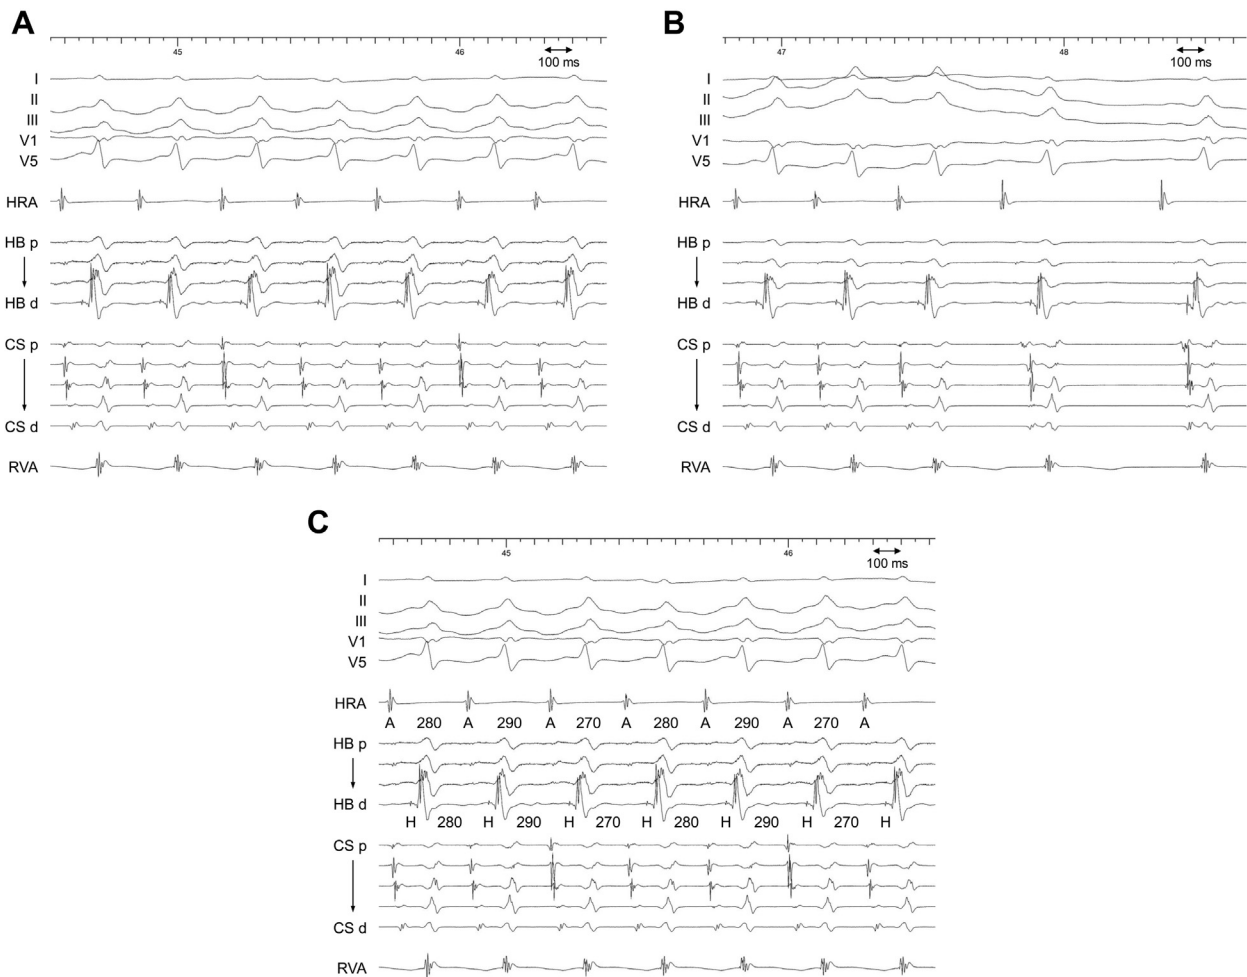 A
45
46
100 ms
I
II
III
V1
V5
HRA
HB p
HB d
CS p
CS d
RVA
B
47
48
100 ms
I
II
III
V1
V5
HRA
HB p
HB d
CS p
CS d
RVA
C
45
46
100 ms
I
II
III
V1
V5
HRA
A 280 A 290 A 270 A 280 A 290 A 270 A
HB p
HB d
H 280 H 290 H 270 H 280 H 290 H 270 H
CS p
CS d
RVA